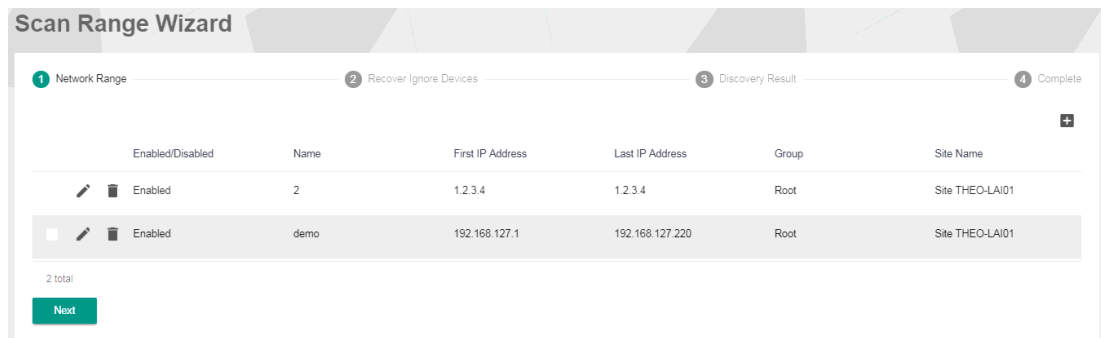 Scan Range Wizard
1 Network Range 2 Recover Ignore Devices 3 Discovery Result 4 Complete
Enabled/Disabled Name First IP Address Last IP Address Group Site Name
Enabled 2 1.2.3.4 1.2.3.4 Root Site THEO-LAI01
Enabled demo 192.168.127.1 192.168.127.220 Root Site THEO-LAI01
2 total
Next